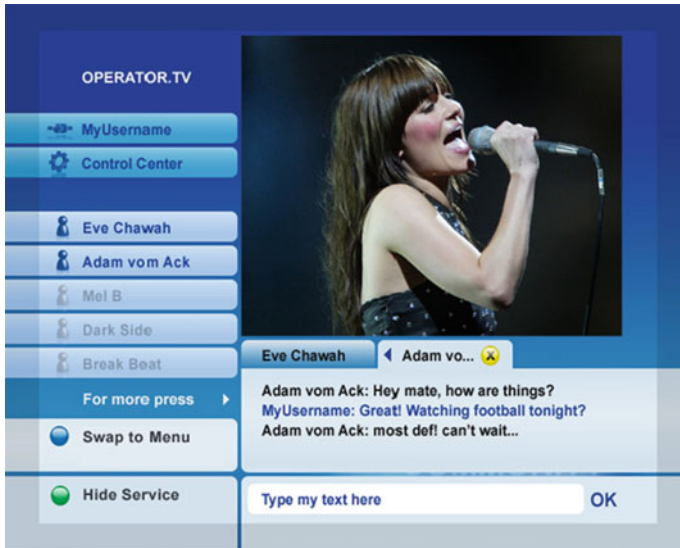 OPERATOR.TV
MyUsername
Control Center
Eve Chawah
Adam vom Ack
Mel B
Dark Side
Break Beat
For more press
Swap to Menu
Hide Service
Eve Chawah
Adam vo...
Adam vom Ack: Hey mate, how are things?
MyUsername: Great! Watching football tonight?
Adam vom Ack: most def! can't wait...
Type my text here
OK